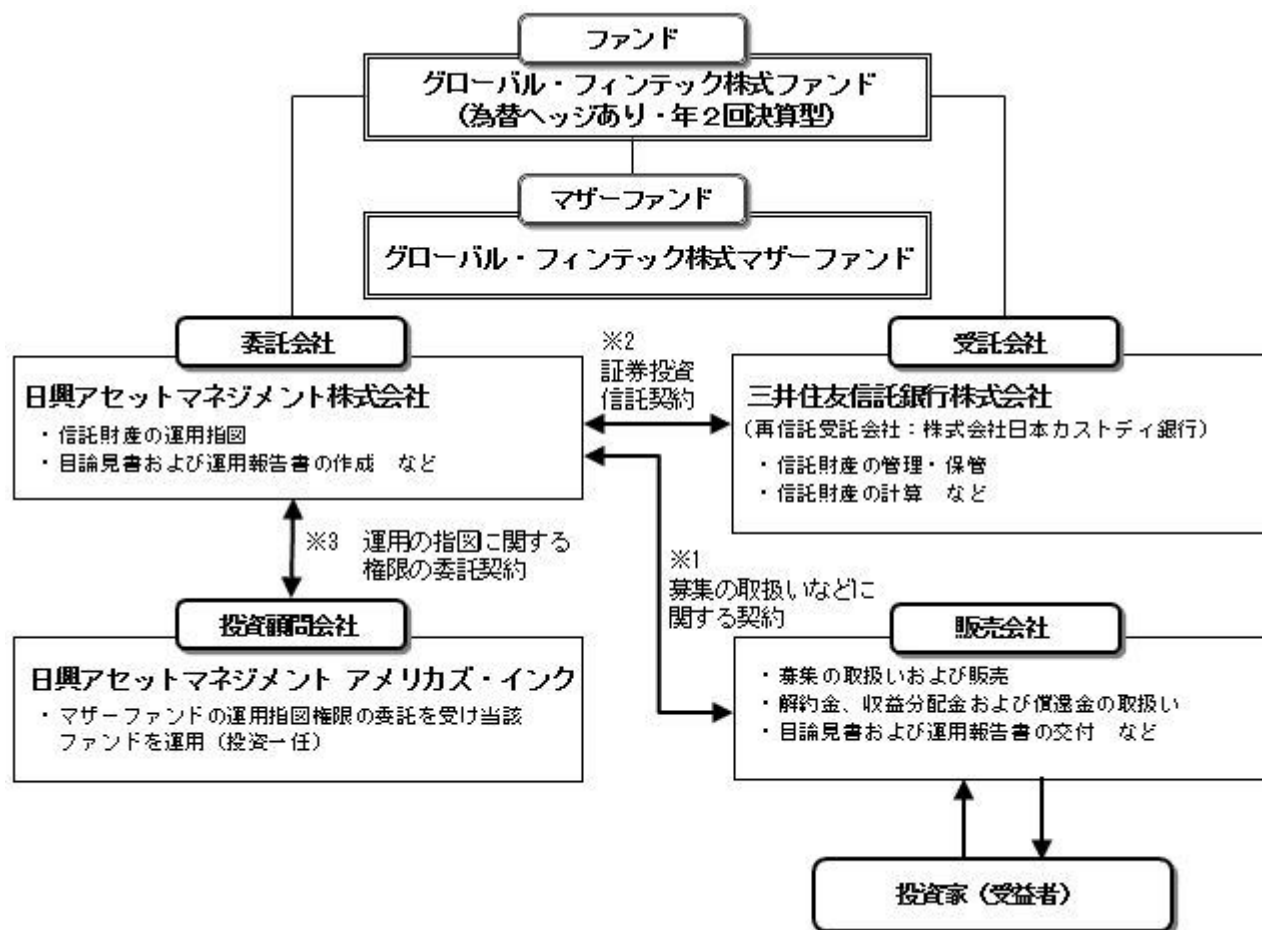 ファンド
グローバル・フィンテック株式ファンド
(為替ヘッジあり・年2回決算型)
マザーファンド
グローバル・フィンテック株式マザーファンド
委託会社
日興アセットマネジメント株式会社
・信託財産の運用指図
・目論見書および運用報告書の作成 など
※2
証券投資
信託契約
受託会社
三井住友信託銀行株式会社
(再信託受託会社:株式会社日本カストディ銀行)
・信託財産の管理・保管
・信託財産の計算 など
※3 運用の指図に関する
権限の委託契約
※1
募集の取扱いなどに
関する契約
投資顧問会社
日興アセットマネジメント アメリカズ・インク
・マザーファンドの運用指図権限の委託を受け当該
ファンドを運用(投資一任)
販売会社
・募集の取扱いおよび販売
・解約金、収益分配金および償還金の取扱い
・目論見書および運用報告書の交付 など
投資家(受益者)